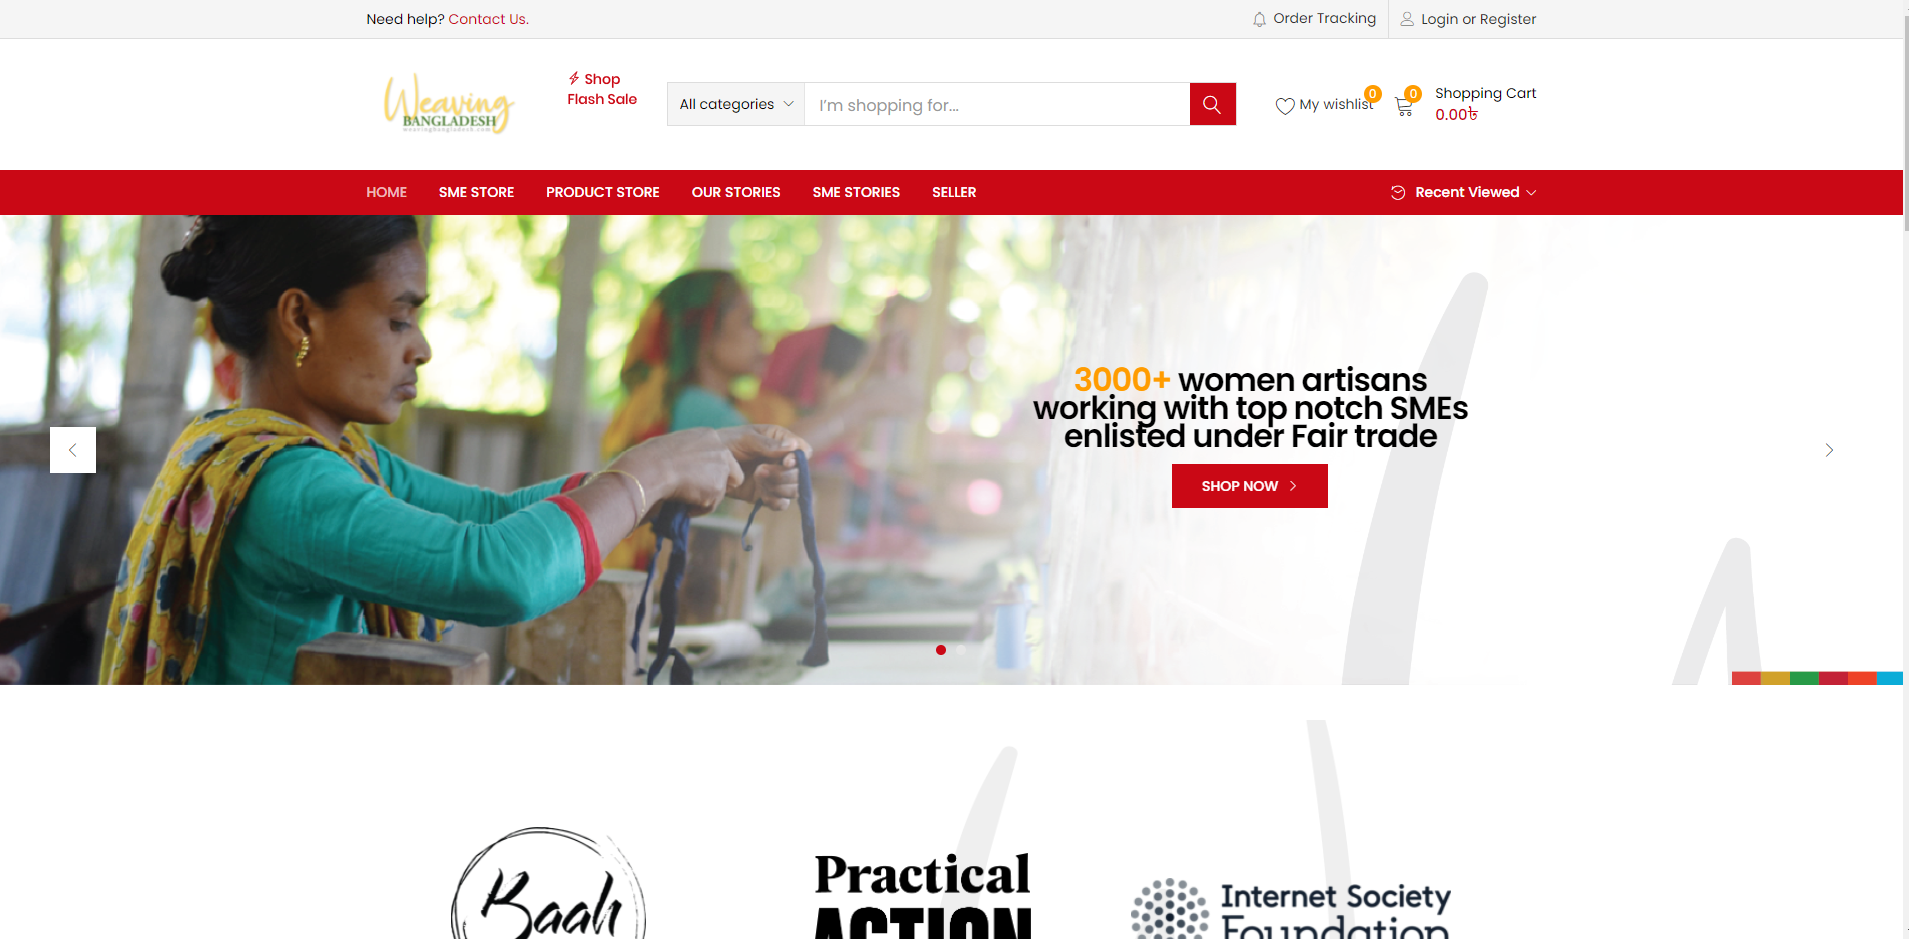 Need help? Contact Us.
Order Tracking
Login or Register
Weaving
BANGLADESH
weavingbangladesh.com
Shop
Flash Sale
All categories
I'm shopping for...
My wishlist
0
0
Shopping Cart
0.00৳
HOME
SME STORE
PRODUCT STORE
OUR STORIES
SME STORIES
SELLER
Recent Viewed
3000+ women artisans
working with top notch SMEs
enlisted under Fair trade
SHOP NOW
Baah
Practical
ACTION
Internet Society
Foundation